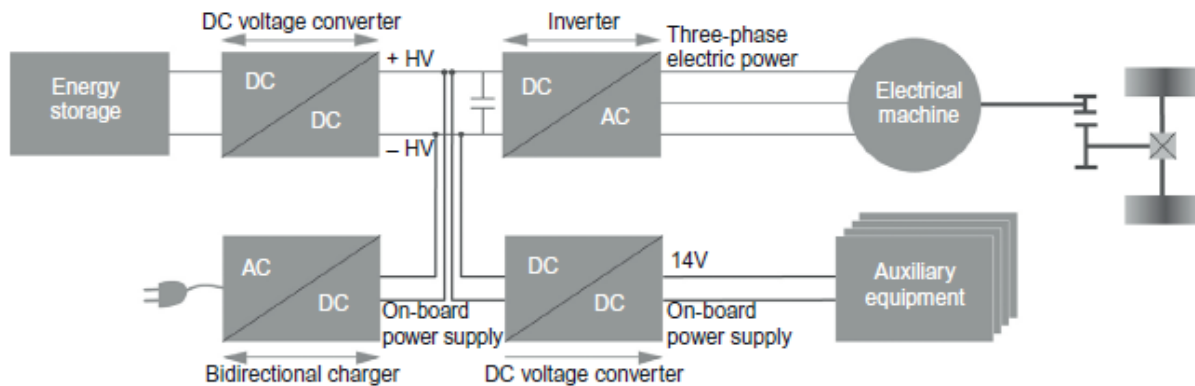 DC voltage converter
Inverter
Energy
storage
DC
DC
+ HV
– HV
DC
AC
Three-phase
electric power
Electrical
machine
AC
DC
On-board
power supply
Bidirectional charger
DC
DC
14V
On-board
power supply
DC voltage converter
Auxiliary
equipment